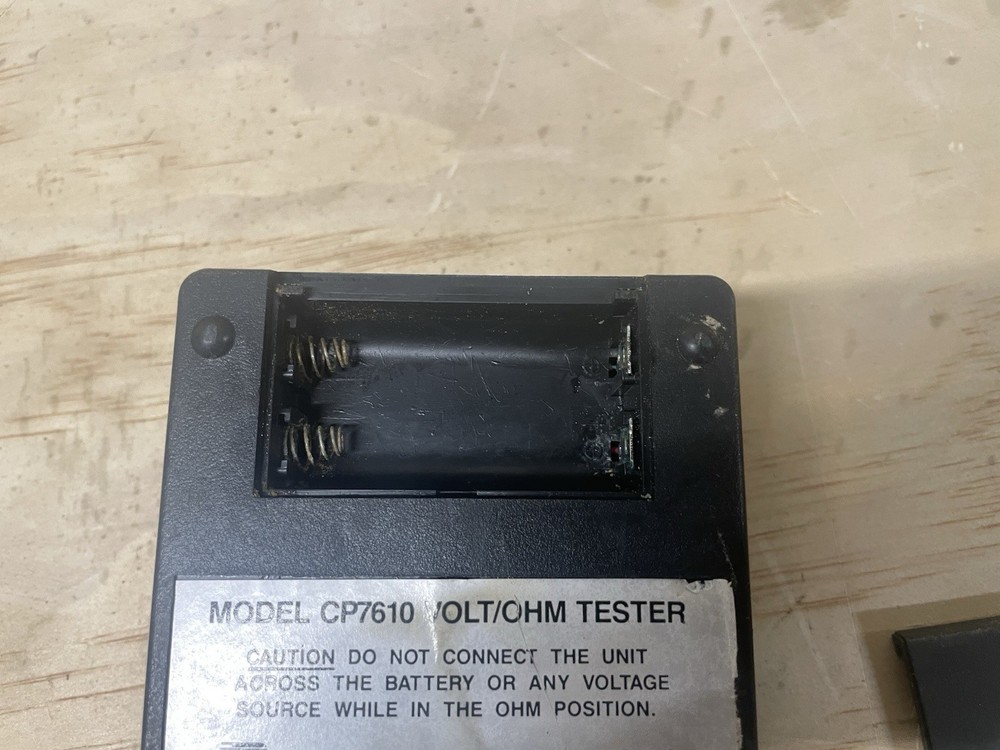 MODEL CP7610 VOLT/OHM TESTER
CAUTION DO NOT CONNECT THE UNIT
ACROSS THE BATTERY OR ANY VOLTAGE
SOURCE WHILE IN THE OHM POSITION.